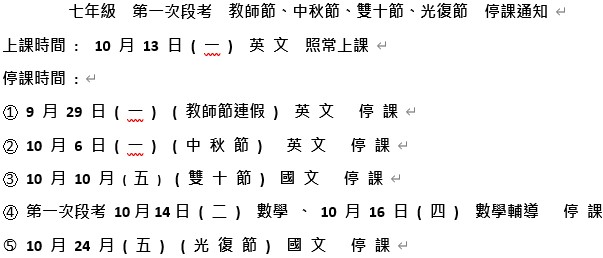 七年級 第一次段考 教師節、中秋節、雙十節、光復節 停課通知
上課時間： 10 月 13 日 ( 一 ) 英 文 照常上課
停課時間：
① 9 月 29 日 ( 一 ) ( 教師節連假 ) 英 文 停 課
② 10 月 6 日 ( 一 ) ( 中 秋 節 ) 英 文 停 課
③ 10 月 10 月 ( 五 ) ( 雙 十 節 ) 國 文 停 課
④ 第一次段考 10 月 14 日 ( 二 ) 數學 、 10 月 16 日 ( 四 ) 數學輔導 停 課
⑤ 10 月 24 月 ( 五 ) ( 光 復 節 ) 國 文 停 課